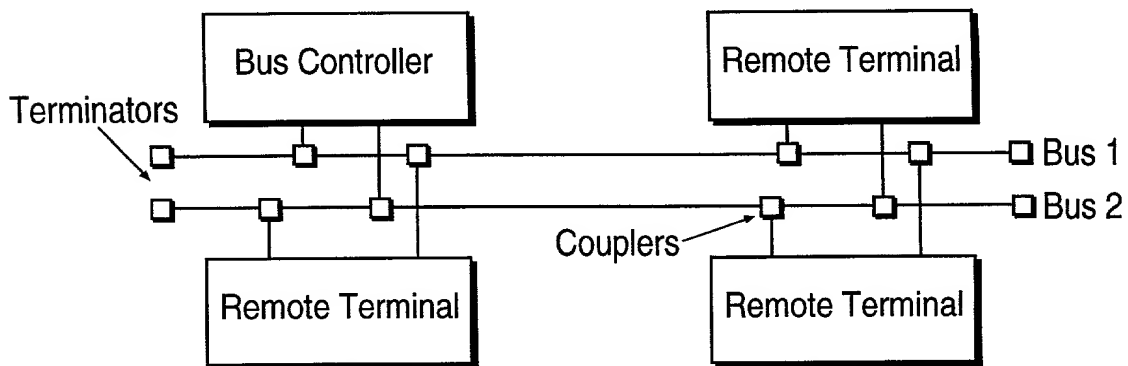 Bus Controller
Remote Terminal
Terminators
Bus 1
Bus 2
Couplers
Remote Terminal
Remote Terminal